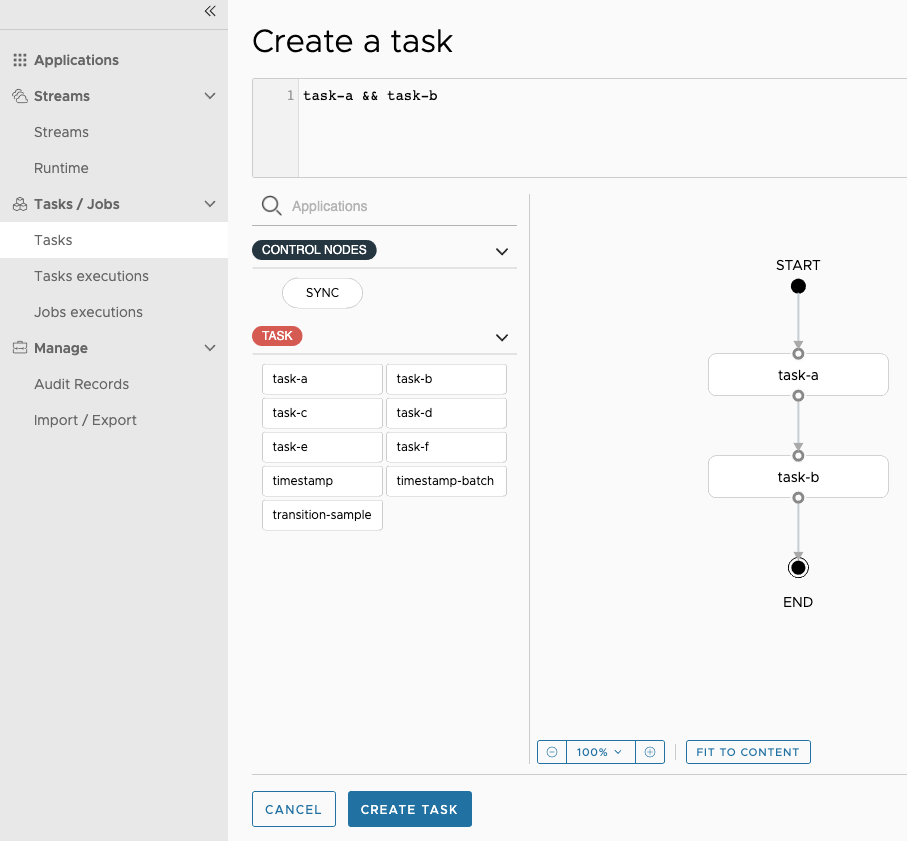 Applications
Streams
Streams
Runtime
Tasks / Jobs
Tasks
Tasks executions
Jobs executions
Manage
Audit Records
Import / Export
Create a task
1 task-a && task-b
Applications
CONTROL NODES
SYNC
TASK
task-a task-b
task-c task-d
task-e task-f
timestamp timestamp-batch
transition-sample
START
task-a
task-b
END
100% FIT TO CONTENT
CANCEL CREATE TASK